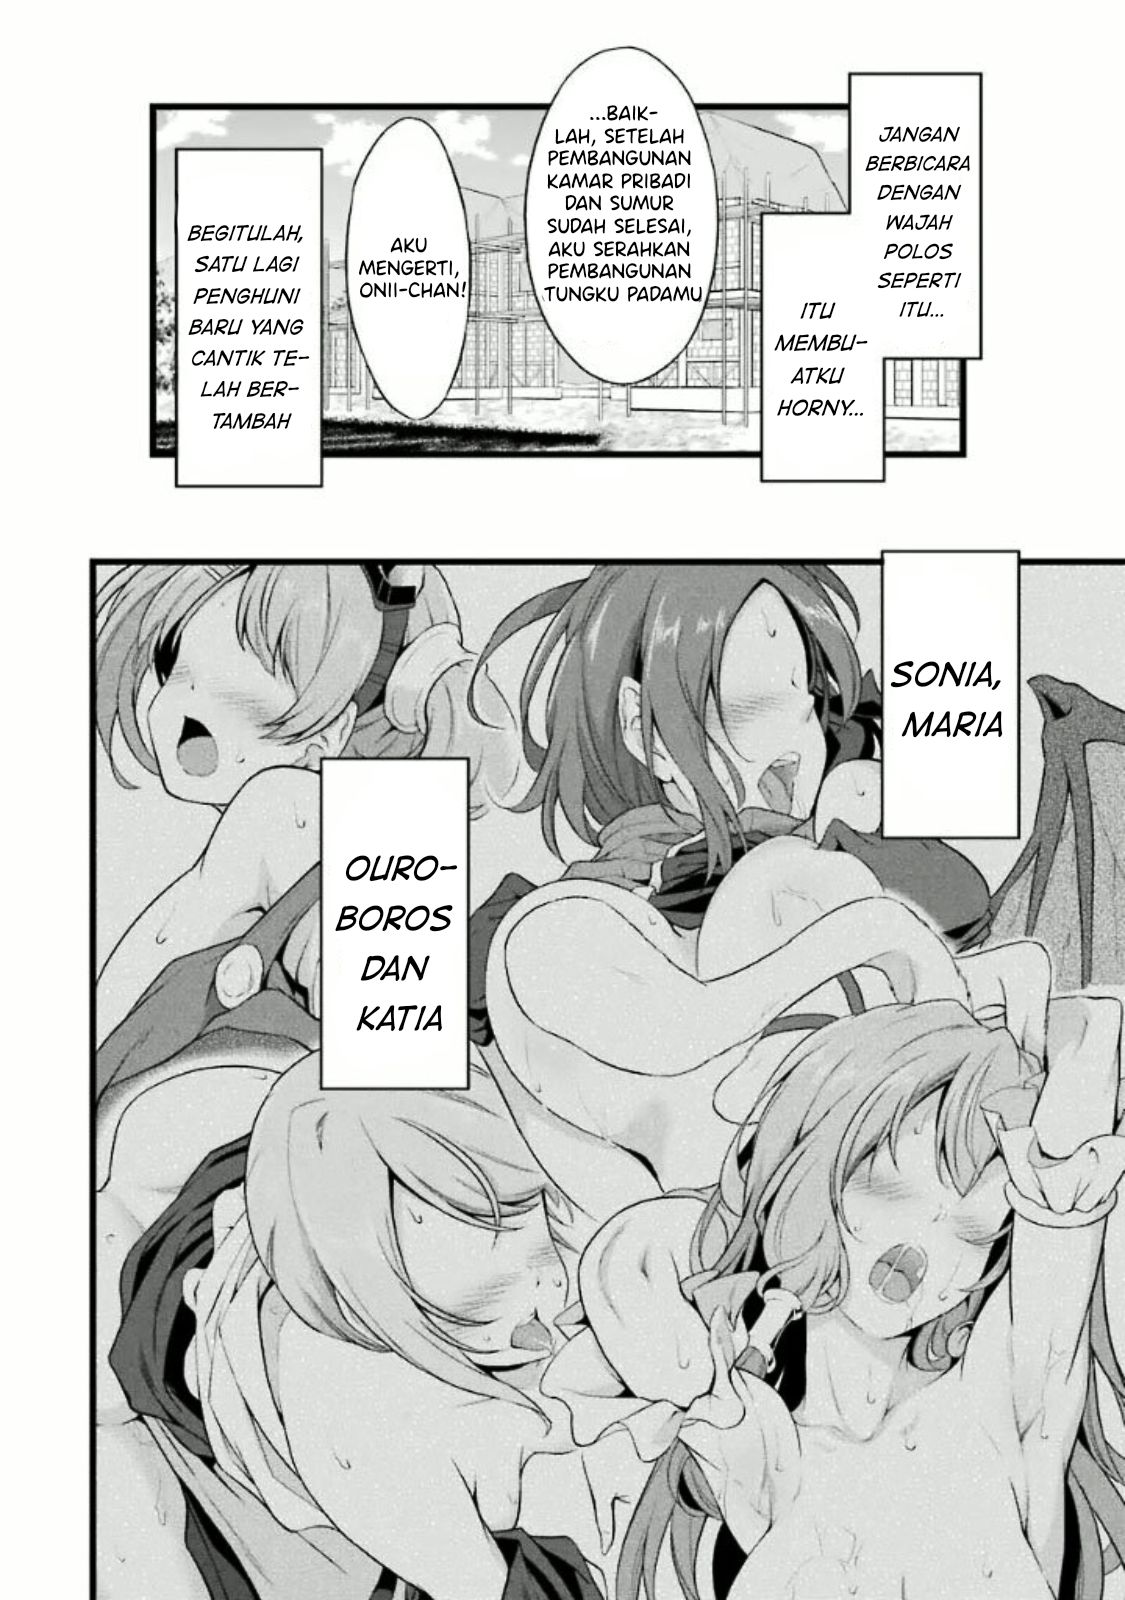 JANGAN
BERBICARA
DENGAN
WAJAH
POLOS
SEPERTI
ITU...
ITU
MEMBU-
ATKU
HORNY...
...BAIK-
LAH, SETELAH
PEMBANGUNAN
KAMAR PRIBADI
DAN SUMUR
SUDAH SELESAI,
AKU SERAHKAN
PEMBANGUNAN
TUNGKU PADAMU
AKU
MENGERTI,
ONII-CHAN!
BEGITULAH,
SATU LAGI
PENGHUNI
BARU YANG
CANTIK TE-
LAH BER-
TAMBAH
SONIA,
MARIA
OURO-
BOROS
DAN
KATIA